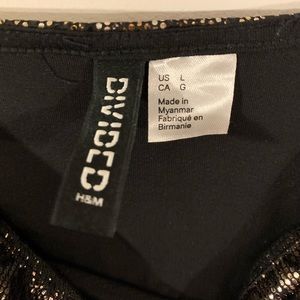 DIVIDED
H&M
US L
CA G
Made in
Myanmar
Fabriqué en
Birmanie